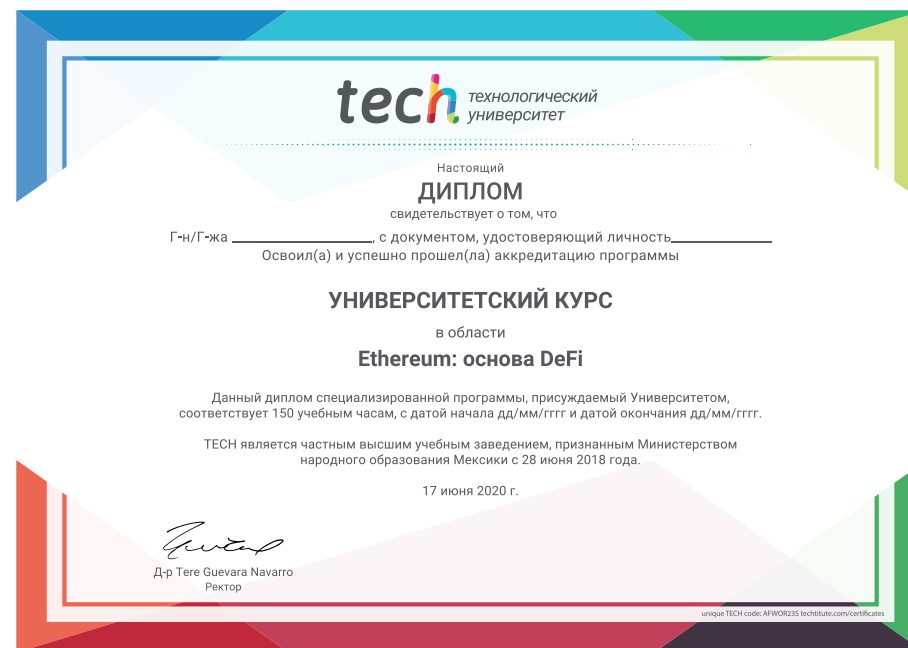 tech технологический
университет
Настоящий
ДИПЛОМ
свидетельствует о том, что
Г-н/Г-жа ____________________, с документом, удостоверяющий личность______________
Освоил(а) и успешно прошел(ла) аккредитацию программы
УНИВЕРСИТЕТСКИЙ КУРС
в области
Ethereum: основа DeFi
Данный диплом специализированной программы, присуждаемый Университетом,
соответствует 150 учебным часам, с датой начала дд/мм/гггг и датой окончания дд/мм/гггг.
TECH является частным высшим учебным заведением, признанным Министерством
народного образования Мексики с 28 июня 2018 года.
17 июня 2020 г.
Д-р Tere Guevara Navarro
Ректор
unique TECH code: AFWOR23S techtitute.com/certificates